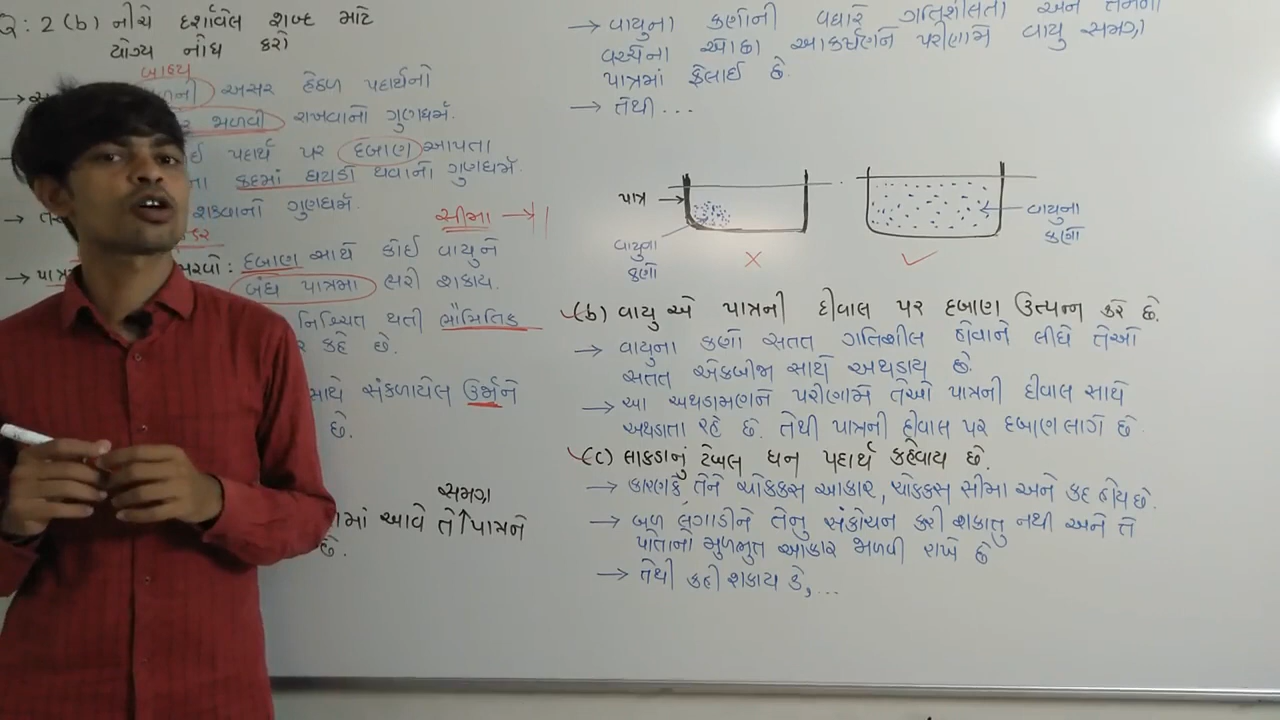 2 (b) નીચે દર્શાવેલ શબ્દ માટે
યોગ્ય નોંધ કરો
બાહ્ય
અસર હેઠળ પદાર્થનો
જાળવી રાખવાનો ગુણધર્મ.
પદાર્થ પર દબાણ આપતા
કદમાં ઘટાડો થવાનો ગુણધર્મ.
ગુણધર્મ.
સીમા →
દબાણ સાથે કોઈ વાયુને
બંધ પાત્રમાં ભરી શકાય.
નિશ્ચિત થતી ભૌમિતિક
કહે છે.
સાથે સંકળાયેલ ઉર્જાને
છે.
સમગ્ર
આવે તે ↑ પાત્રને
છે.
→ વાયુના કણોની વધારે ગતિશીલતા અને તેમની
વચ્ચેના ઓછા આકર્ષણને પરીણામે વાયુ સમગ્ર
પાત્રમાં ફેલાઈ છે.
→ તેથી...
પાત્ર →
વાયુના
કણો
વાયુના
કણો
(b) વાયુ એ પાત્રની દીવાલ પર દબાણ ઉત્પન્ન કરે છે.
→ વાયુના કણો સતત ગતિશીલ હોવાને લીધે તેઓ
સતત એકબીજા સાથે અથડાય છે.
→ આ અથડામણને પરીણામે તેઓ પાત્રની દીવાલ સાથે
અથડાતા રહે છે. તેથી પાત્રની દીવાલ પર દબાણ લાગે છે
(c) લાકડાનું ટેબલ ઘન પદાર્થ કહેવાય છે.
→ કારણકે તેને ચોક્કસ આકાર, ચોક્કસ સીમા અને કદ હોય છે.
→ બળ લગાડીને તેનુ સંકોચન કરી શકાતુ નથી અને તે
પોતાનો મુળભુત આકાર જાળવી રાખે છે
→ તેથી કહી શકાય કે,...